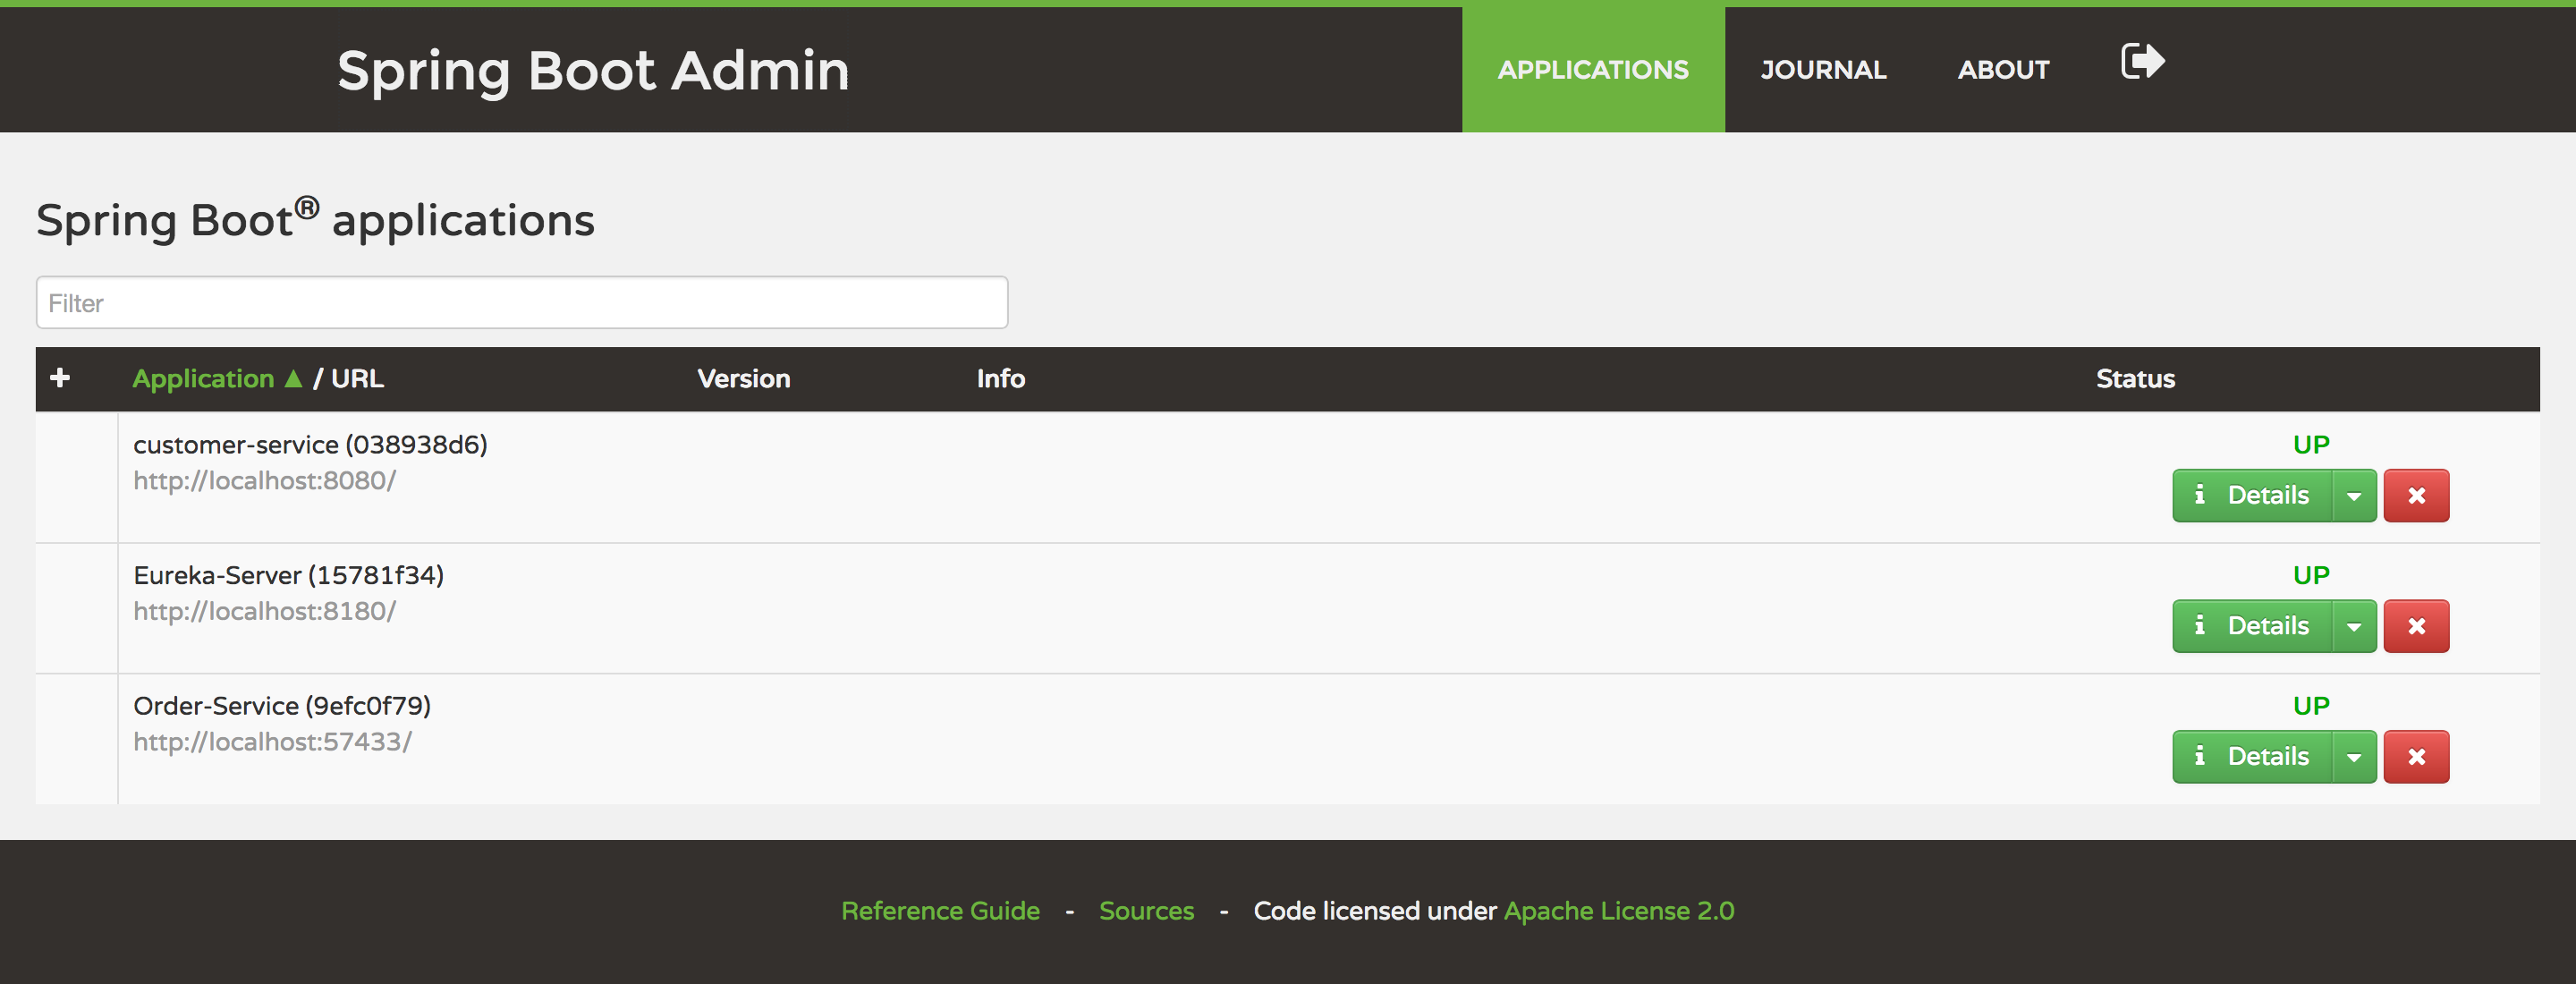 Spring Boot Admin
APPLICATIONS JOURNAL ABOUT
Spring Boot® applications
Filter
Application ▲ / URL Version Info Status
customer-service (038938d6) UP
http://localhost:8080/ Details
Eureka-Server (15781f34) UP
http://localhost:8180/ Details
Order-Service (9efc0f79) UP
http://localhost:57433/ Details
Reference Guide - Sources - Code licensed under Apache License 2.0